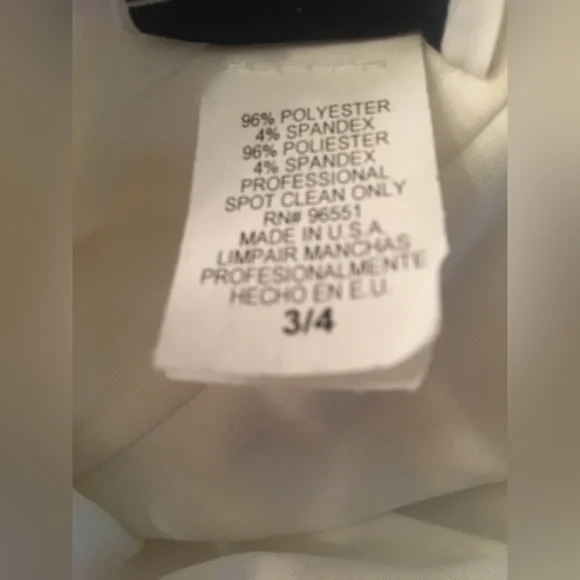 96% POLYESTER
4% SPANDEX
96% POLIESTER
4% SPANDEX
PROFESSIONAL
SPOT CLEAN ONLY
RN# 96551
MADE IN U.S.A.
LIMPAIR MANCHAS
PROFESIONALMENTE
HECHO EN E.U.
3/4